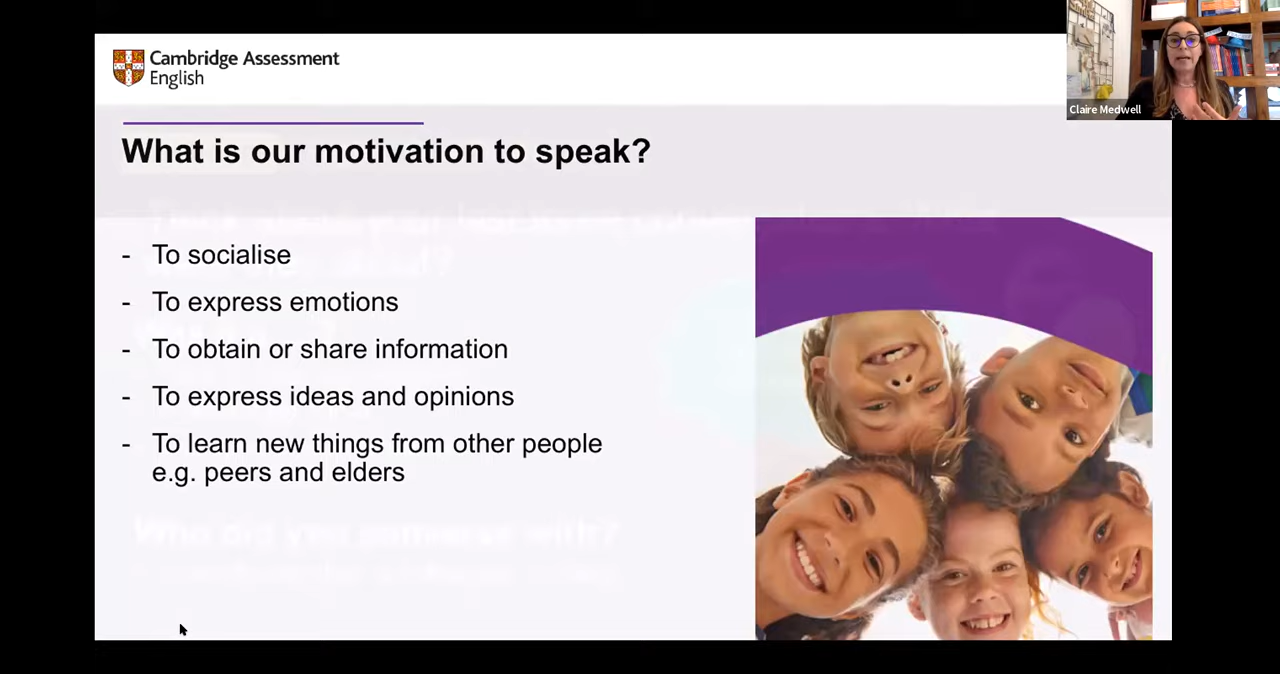 Cambridge Assessment
English
Claire Medwell
What is our motivation to speak?
- To socialise
- To express emotions
- To obtain or share information
- To express ideas and opinions
- To learn new things from other people
e.g. peers and elders